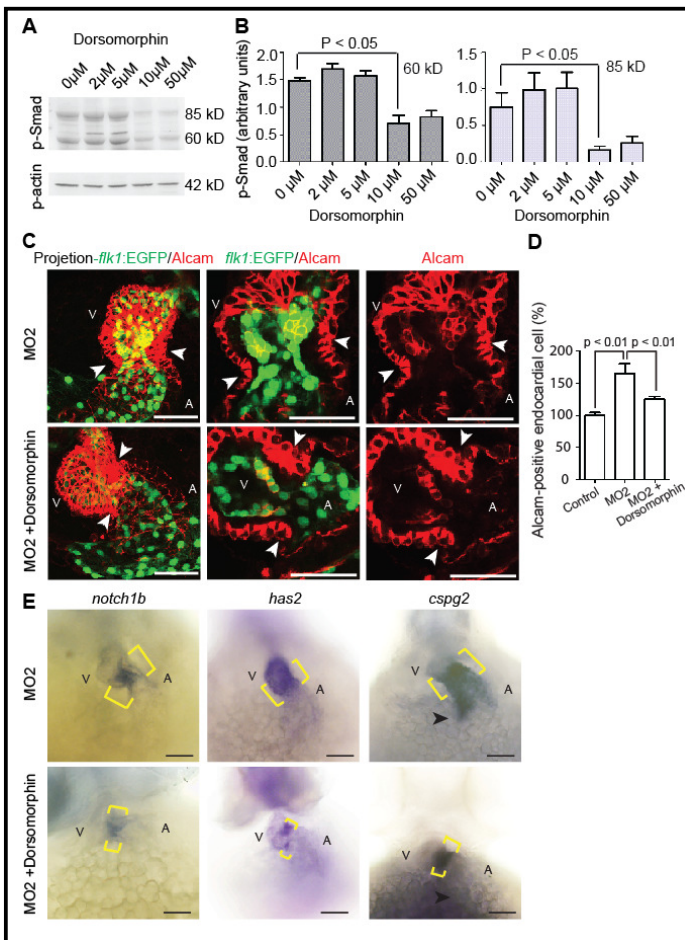 A
Dorsomorphin
0μM 2μM 5μM 10μM 50μM
p-Smad
85 kD
60 kD
p-actin
42 kD
B
p-Smad (arbitrary units)
2.0
1.5
1.0
0.5
0.0
P < 0.05
60 kD
0 μM 2 μM 5 μM 10 μM 50 μM
Dorsomorphin
1.5
1.0
0.5
0.0
P < 0.05
85 kD
0 μM 2 μM 5 μM 10 μM 50 μM
Dorsomorphin
C
Projetion-flk1:EGFP/Alcam flk1:EGFP/Alcam Alcam
MO2
V A
V A
V A
MO2 +Dorsomorphin
V A
V A
V A
D
Alcam-positive endocardial cell (%)
200
150
100
50
0
p < 0.01 p < 0.01
Control MO2 MO2 + Dorsomorphin
E
notch1b has2 cspg2
MO2
V A
V A
V A
MO2 +Dorsomorphin
V A
V A
V A